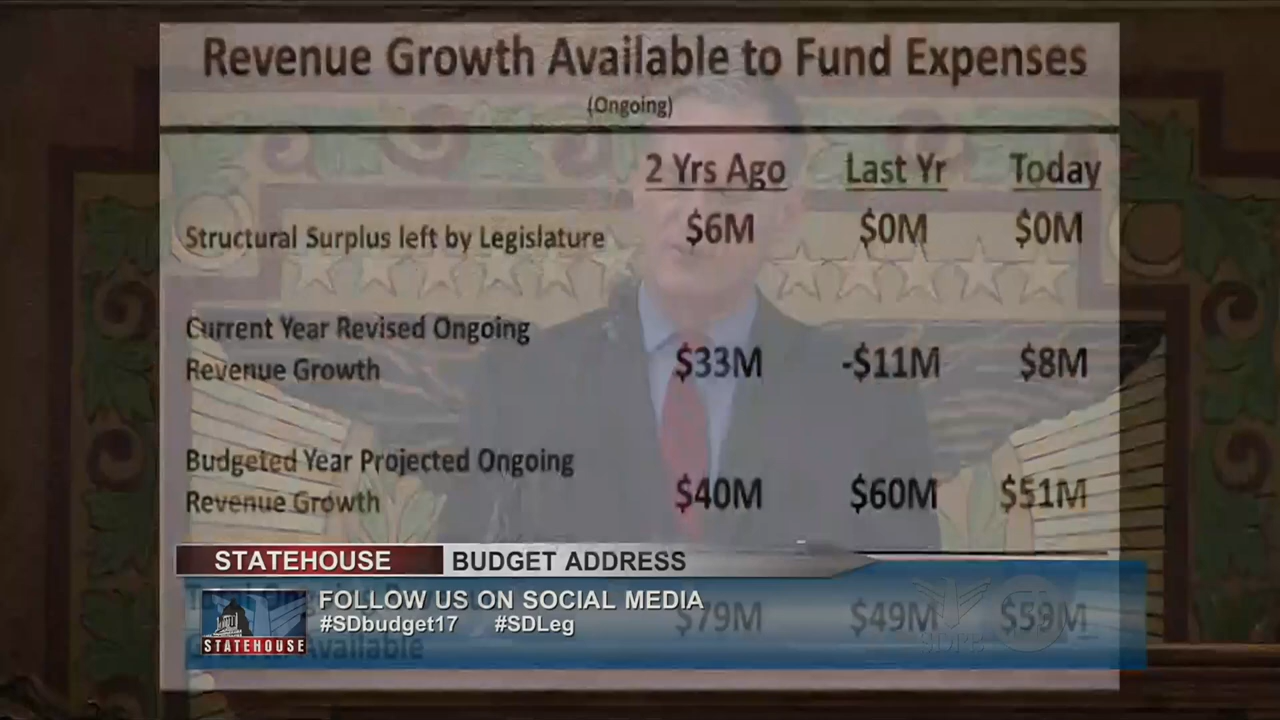 Revenue Growth Available to Fund Expenses
(Ongoing)
2 Yrs Ago Last Yr Today
Structural Surplus left by Legislature $6M $0M $0M
Current Year Revised Ongoing
Revenue Growth $33M -$11M $8M
Budgeted Year Projected Ongoing
Revenue Growth $40M $60M $51M
STATEHOUSE BUDGET ADDRESS
FOLLOW US ON SOCIAL MEDIA
#SDbudget17 #SDLeg
$79M $49M $59M
STATEHOUSE
Available